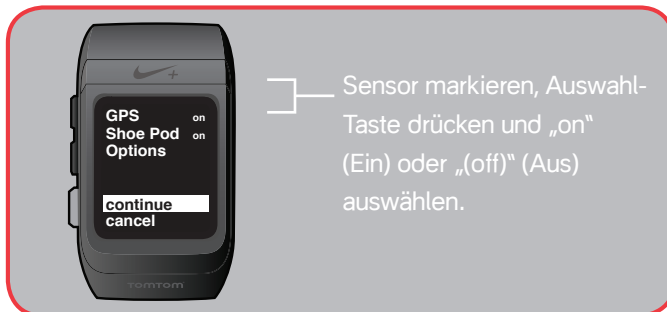 GPS on
Shoe Pod on
Options
continue
cancel
TOMTOM
Sensor markieren, Auswahl-
Taste drücken und „on“
(Ein) oder „(off)“ (Aus)
auswählen.